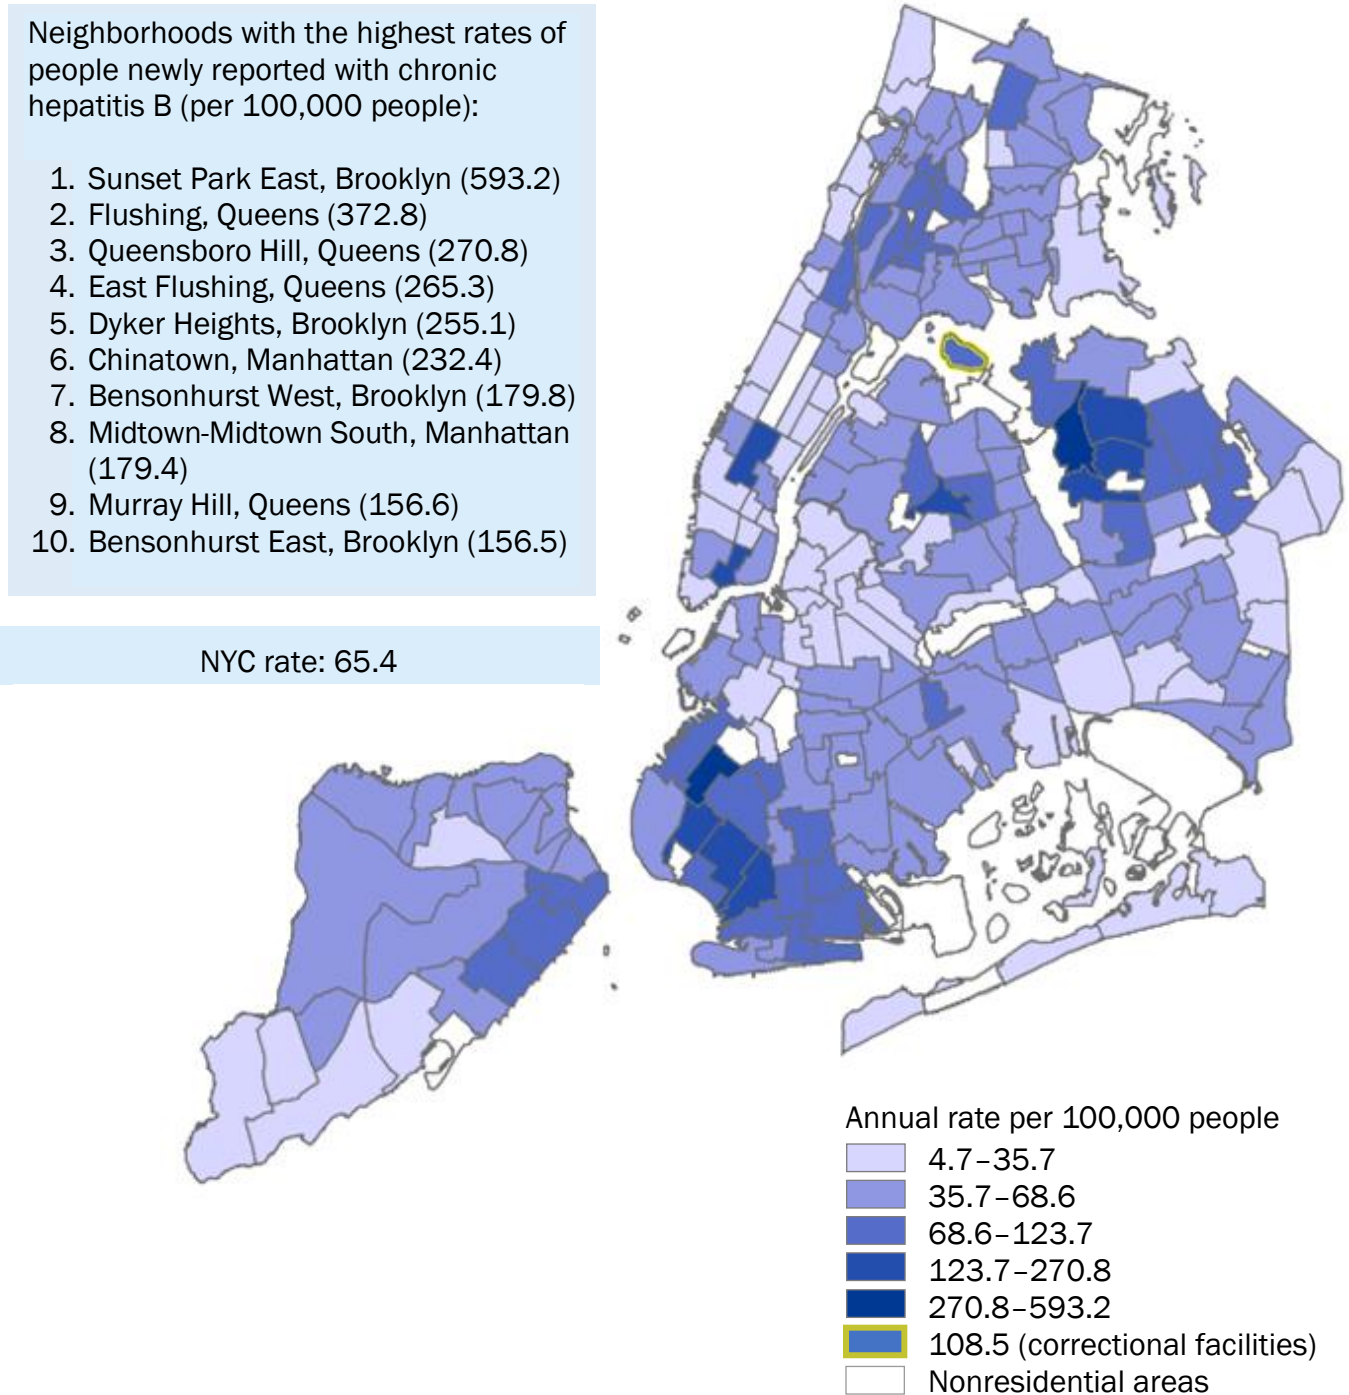 Neighborhoods with the highest rates of
people newly reported with chronic
hepatitis B (per 100,000 people):
1. Sunset Park East, Brooklyn (593.2)
2. Flushing, Queens (372.8)
3. Queensboro Hill, Queens (270.8)
4. East Flushing, Queens (265.3)
5. Dyker Heights, Brooklyn (255.1)
6. Chinatown, Manhattan (232.4)
7. Bensonhurst West, Brooklyn (179.8)
8. Midtown-Midtown South, Manhattan
(179.4)
9. Murray Hill, Queens (156.6)
10. Bensonhurst East, Brooklyn (156.5)
NYC rate: 65.4
Annual rate per 100,000 people
4.7–35.7
35.7–68.6
68.6–123.7
123.7–270.8
270.8–593.2
108.5 (correctional facilities)
Nonresidential areas